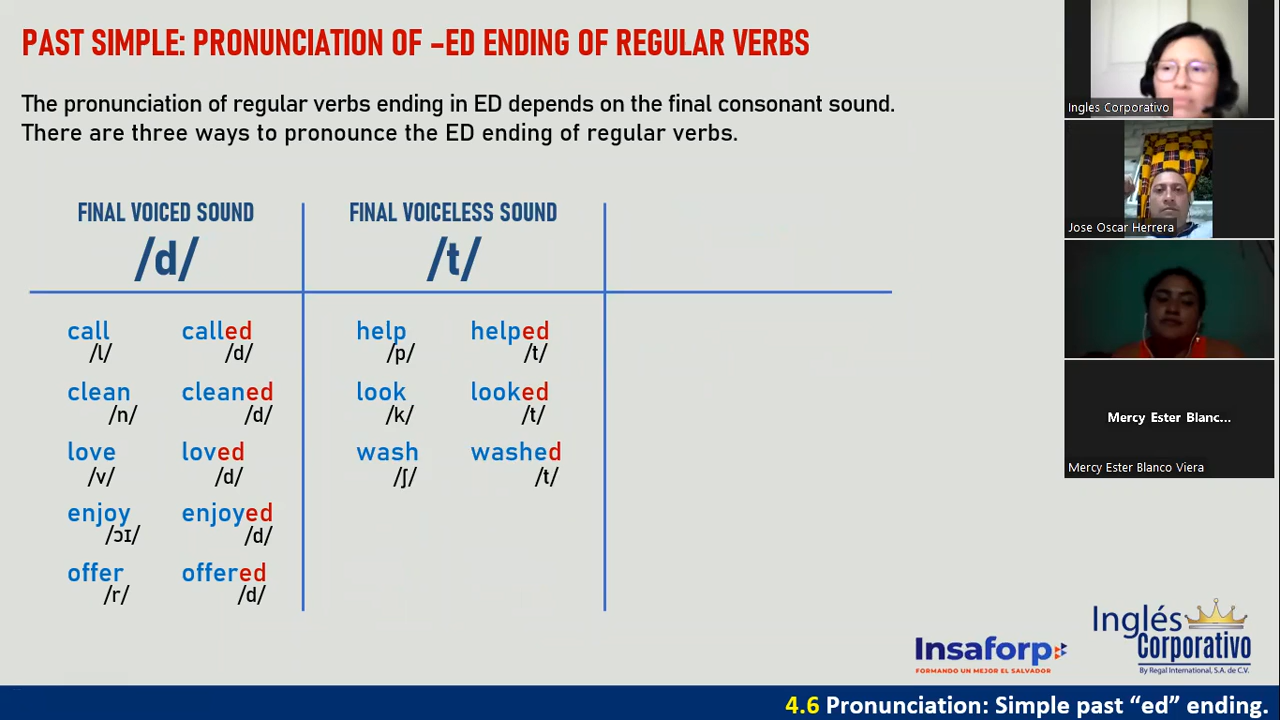 PAST SIMPLE: PRONUNCIATION OF -ED ENDING OF REGULAR VERBS
The pronunciation of regular verbs ending in ED depends on the final consonant sound.
There are three ways to pronounce the ED ending of regular verbs.
FINAL VOICED SOUND
/d/
call called
/l/ /d/
clean cleaned
/n/ /d/
love loved
/v/ /d/
enjoy enjoyed
/ɔɪ/ /d/
offer offered
/r/ /d/
FINAL VOICELESS SOUND
/t/
help helped
/p/ /t/
look looked
/k/ /t/
wash washed
/ʃ/ /t/
Ingles Corporativo
Jose Oscar Herrera
Mercy Ester Blanc...
Mercy Ester Blanco Viera
Insaforp
FORMANDO UN MEJOR EL SALVADOR
Inglés
Corporativo
By Regal International, S.A. de C.V.
4.6 Pronunciation: Simple past “ed” ending.